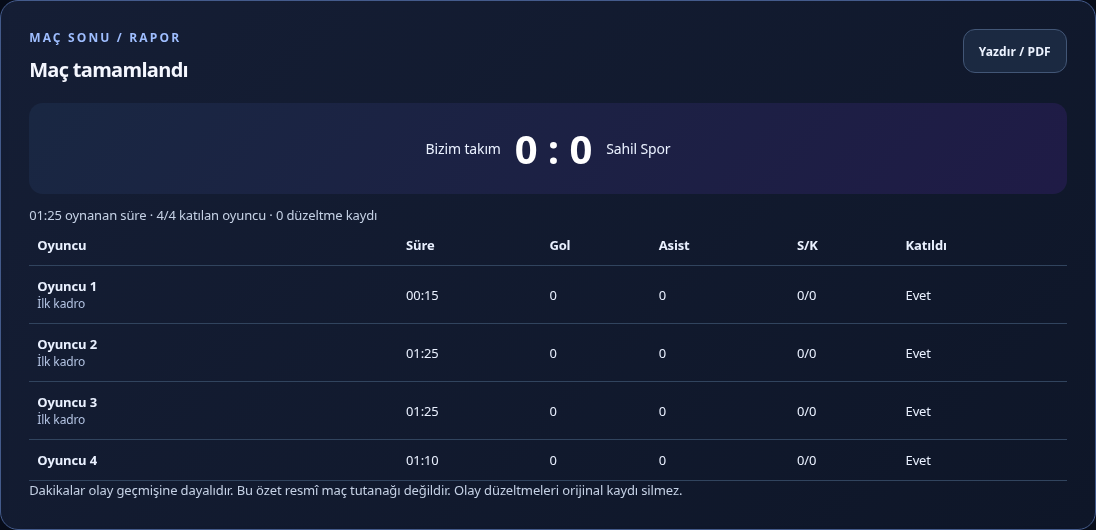 MAÇ SONU / RAPOR
Maç tamamlandı
Yazdır / PDF
Bizim takım 0 : 0 Sahil Spor
01:25 oynanan süre · 4/4 katılan oyuncu · 0 düzeltme kaydı
Oyuncu Süre Gol Asist S/K Katıldı
Oyuncu 1
İlk kadro
00:15 0 0 0/0 Evet
Oyuncu 2
İlk kadro
01:25 0 0 0/0 Evet
Oyuncu 3
İlk kadro
01:25 0 0 0/0 Evet
Oyuncu 4 01:10 0 0 0/0 Evet
Dakikalar olay geçmişine dayalıdır. Bu özet resmî maç tutanağı değildir. Olay düzeltmeleri orijinal kaydı silmez.